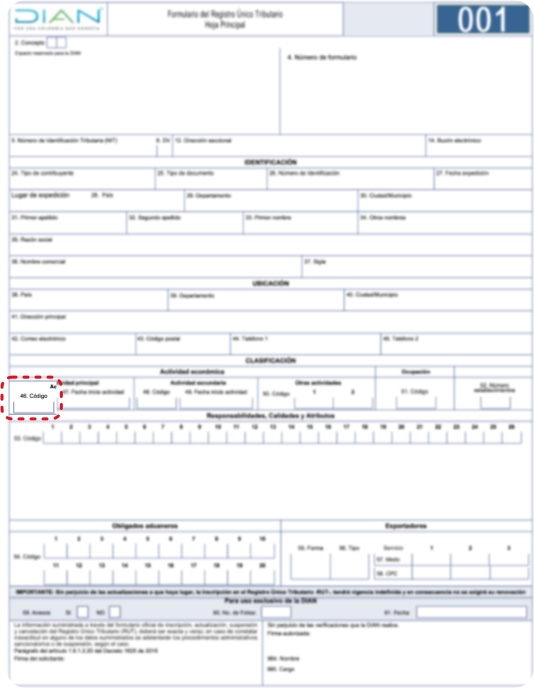 DIAN
POR UNA COLOMBIA MÁS HONESTA
Formulario del Registro Único Tributario
Hoja Principal
001
2. Concepto
Espacio reservado para la DIAN
4. Número de formulario
5. Número de Identificación Tributaria (NIT)
6. DV
12. Dirección seccional
14. Buzón electrónico
IDENTIFICACIÓN
24. Tipo de contribuyente
25. Tipo de documento
26. Número de Identificación
27. Fecha expedición
Lugar de expedición
28. País
29. Departamento
30. Ciudad/Municipio
31. Primer apellido
32. Segundo apellido
33. Primer nombre
34. Otros nombres
35. Razón social
36. Nombre comercial
37. Sigla
UBICACIÓN
38. País
39. Departamento
40. Ciudad/Municipio
41. Dirección principal
42. Correo electrónico
43. Código postal
44. Teléfono 1
45. Teléfono 2
CLASIFICACIÓN
Actividad económica
Ocupación
Ac
vidad principal
Actividad secundaria
Otras actividades
52. Número
establecimientos
46. Código
47. Fecha inicio actividad
48. Código
49. Fecha inicio actividad
50. Código
1
2
51. Código
Responsabilidades, Calidades y Atributos
1 2 3 4 5 6 7 8 9 10 11 12 13 14 15 16 17 18 19 20 21 22 23 24 25 26
53. Código
Obligados aduaneros
Exportadores
1 2 3 4 5 6 7 8 9 10
54. Código
11 12 13 14 15 16 17 18 19 20
55. Forma
56. Tipo
Servicio
1
2
3
57. Modo
58. CPC
IMPORTANTE: Sin perjuicio de las actualizaciones a que haya lugar, la inscripción en el Registro Único Tributario -RUT-, tendrá vigencia indefinida y en consecuencia no se exigirá su renovación
Para uso exclusivo de la DIAN
59. Anexos
SI
NO
60. No. de Folios:
61. Fecha:
La información suministrada a través del formulario oficial de inscripción, actualización, suspensión
y cancelación del Registro Único Tributario (RUT), deberá ser exacta y veraz; en caso de constatar
inexactitud en alguno de los datos suministrados se adelantarán los procedimientos administrativos
sancionatorios o de suspensión, según el caso.
Parágrafo del artículo 1.6.1.2.20 del Decreto 1625 de 2016
Firma del solicitante:
Sin perjuicio de las verificaciones que la DIAN realice.
Firma autorizada:
984. Nombre
985. Cargo